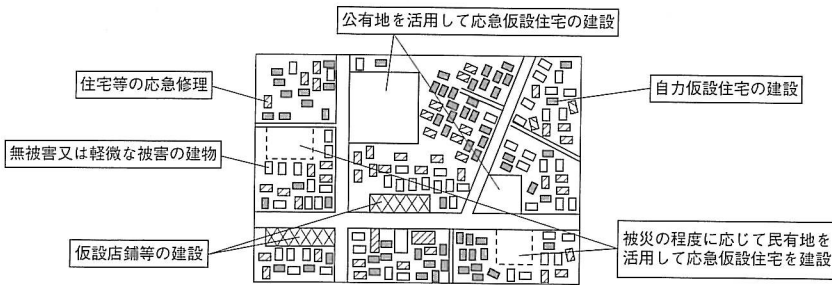 公有地を活用して応急仮設住宅の建設
住宅等の応急修理
自力仮設住宅の建設
無被害又は軽微な被害の建物
仮設店舗等の建設
被災の程度に応じて民有地を
活用して応急仮設住宅を建設